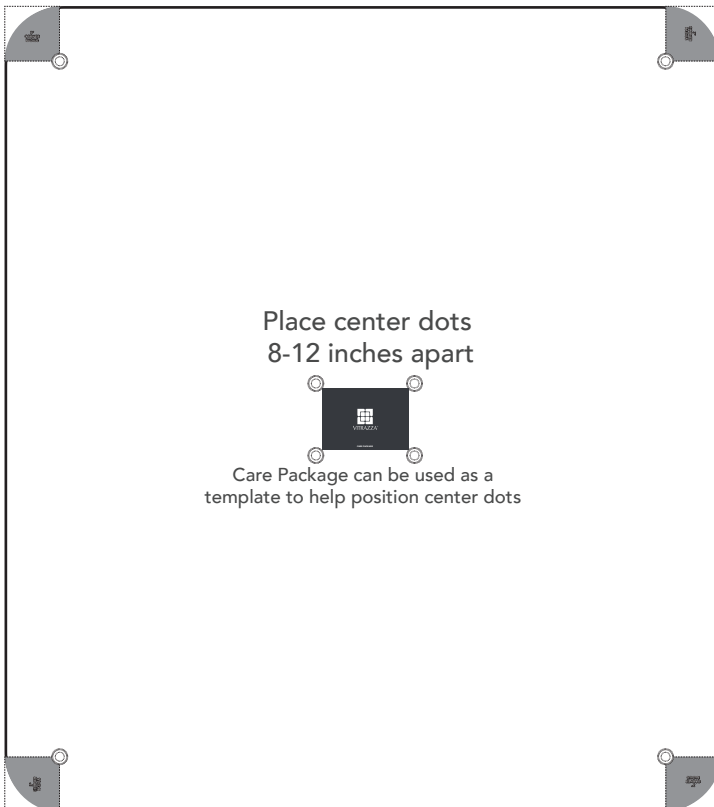 Place center dots
8-12 inches apart
VITRAZZA
Care Package can be used as a
template to help position center dots